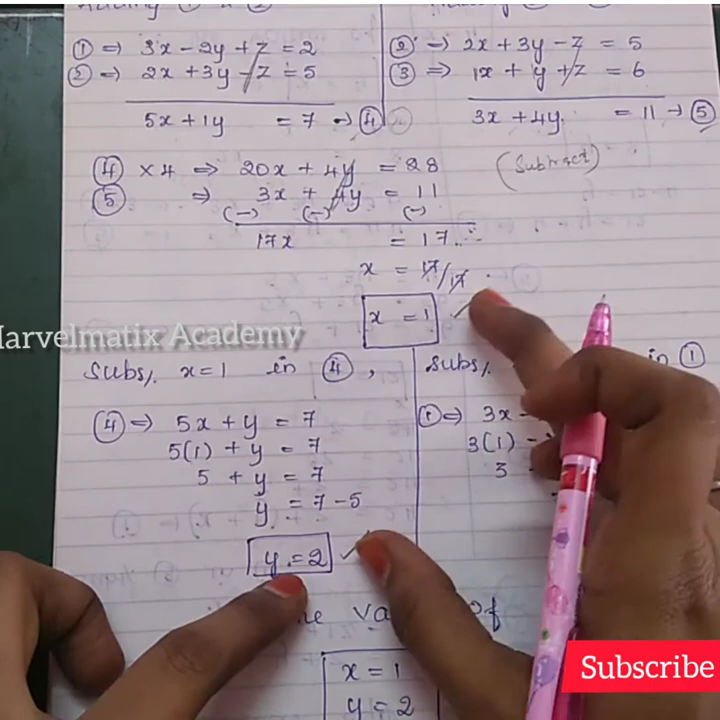 ① ⇒ 3x - 2y + z = 2
② ⇒ 2x + 3y - z = 5
5x + 1y = 7 → ④
② ⇒ 2x + 3y - z = 5
③ ⇒ 1x + y + z = 6
3x + 4y = 11 → ⑤
④ × 4 ⇒ 20x + 4y = 28
(Subtract)
⑤ ⇒ 3x + 4y = 11
(-) (-) (-)
17x = 17
x = 17/17
x = 1
Marvelmatix Academy
Subs/. x = 1 in ④,
④ ⇒ 5x + y = 7
5(1) + y = 7
5 + y = 7
y = 7 - 5
y = 2
Subs/. in ①
① ⇒ 3x -
3(1) -
3
of
x = 1
y = 2
Subscribe